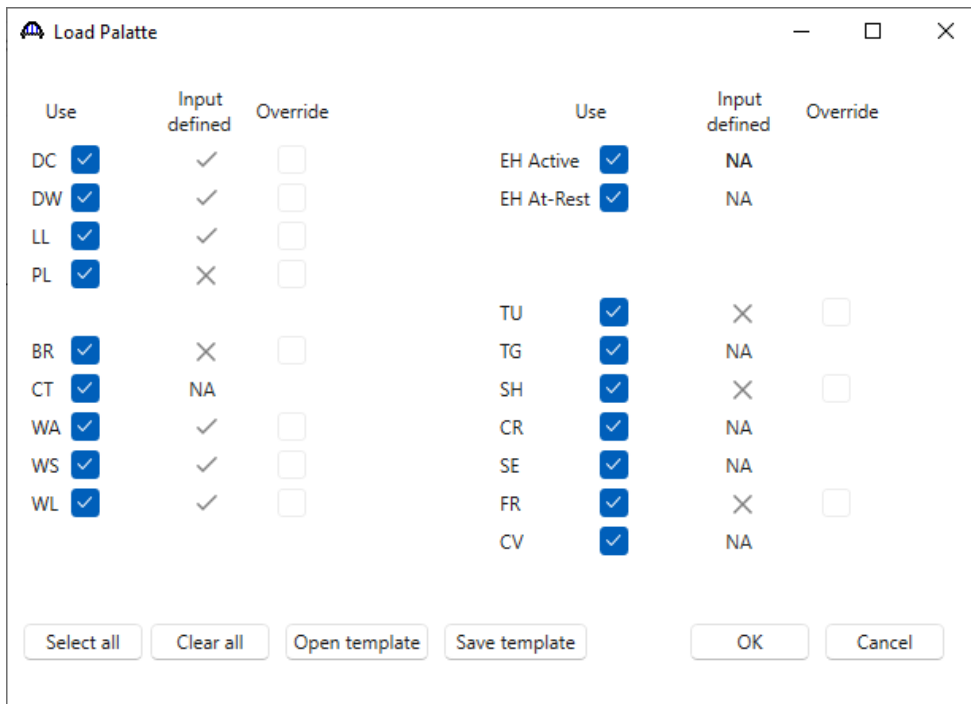 Load Palatte
Use Input defined Override Use Input defined Override
DC EH Active NA
DW EH At-Rest NA
LL
PL
TU
BR TG NA
CT NA SH
WA CR NA
WS SE NA
WL FR
CV NA
Select all Clear all Open template Save template OK Cancel